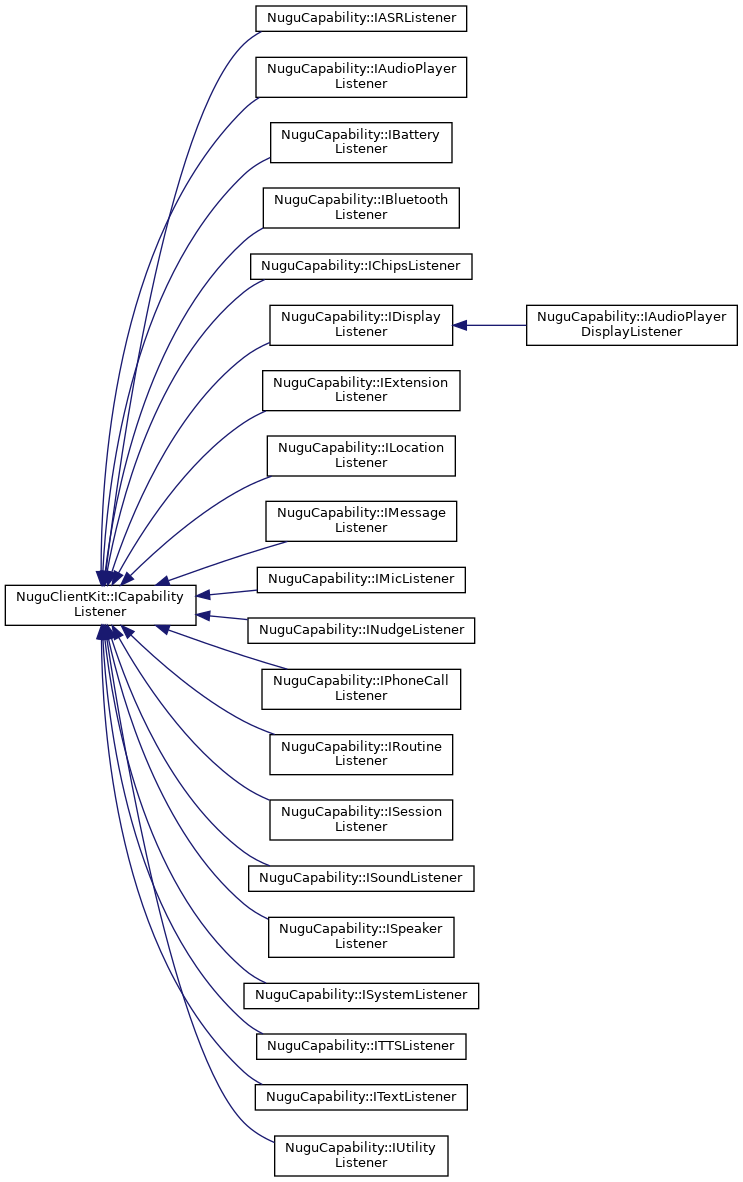 NuguCapability::IASRListener
NuguCapability::IAudioPlayer
Listener
NuguCapability::IBattery
Listener
NuguCapability::IBluetooth
Listener
NuguCapability::IChipsListener
NuguCapability::IDisplay
Listener
NuguCapability::IAudioPlayer
DisplayListener
NuguCapability::IExtension
Listener
NuguCapability::ILocation
Listener
NuguCapability::IMessage
Listener
NuguCapability::IMicListener
NuguClientKit::ICapability
Listener
NuguCapability::INudgeListener
NuguCapability::IPhoneCall
Listener
NuguCapability::IRoutine
Listener
NuguCapability::ISession
Listener
NuguCapability::ISoundListener
NuguCapability::ISpeaker
Listener
NuguCapability::ISystemListener
NuguCapability::ITTSListener
NuguCapability::ITextListener
NuguCapability::IUtility
Listener